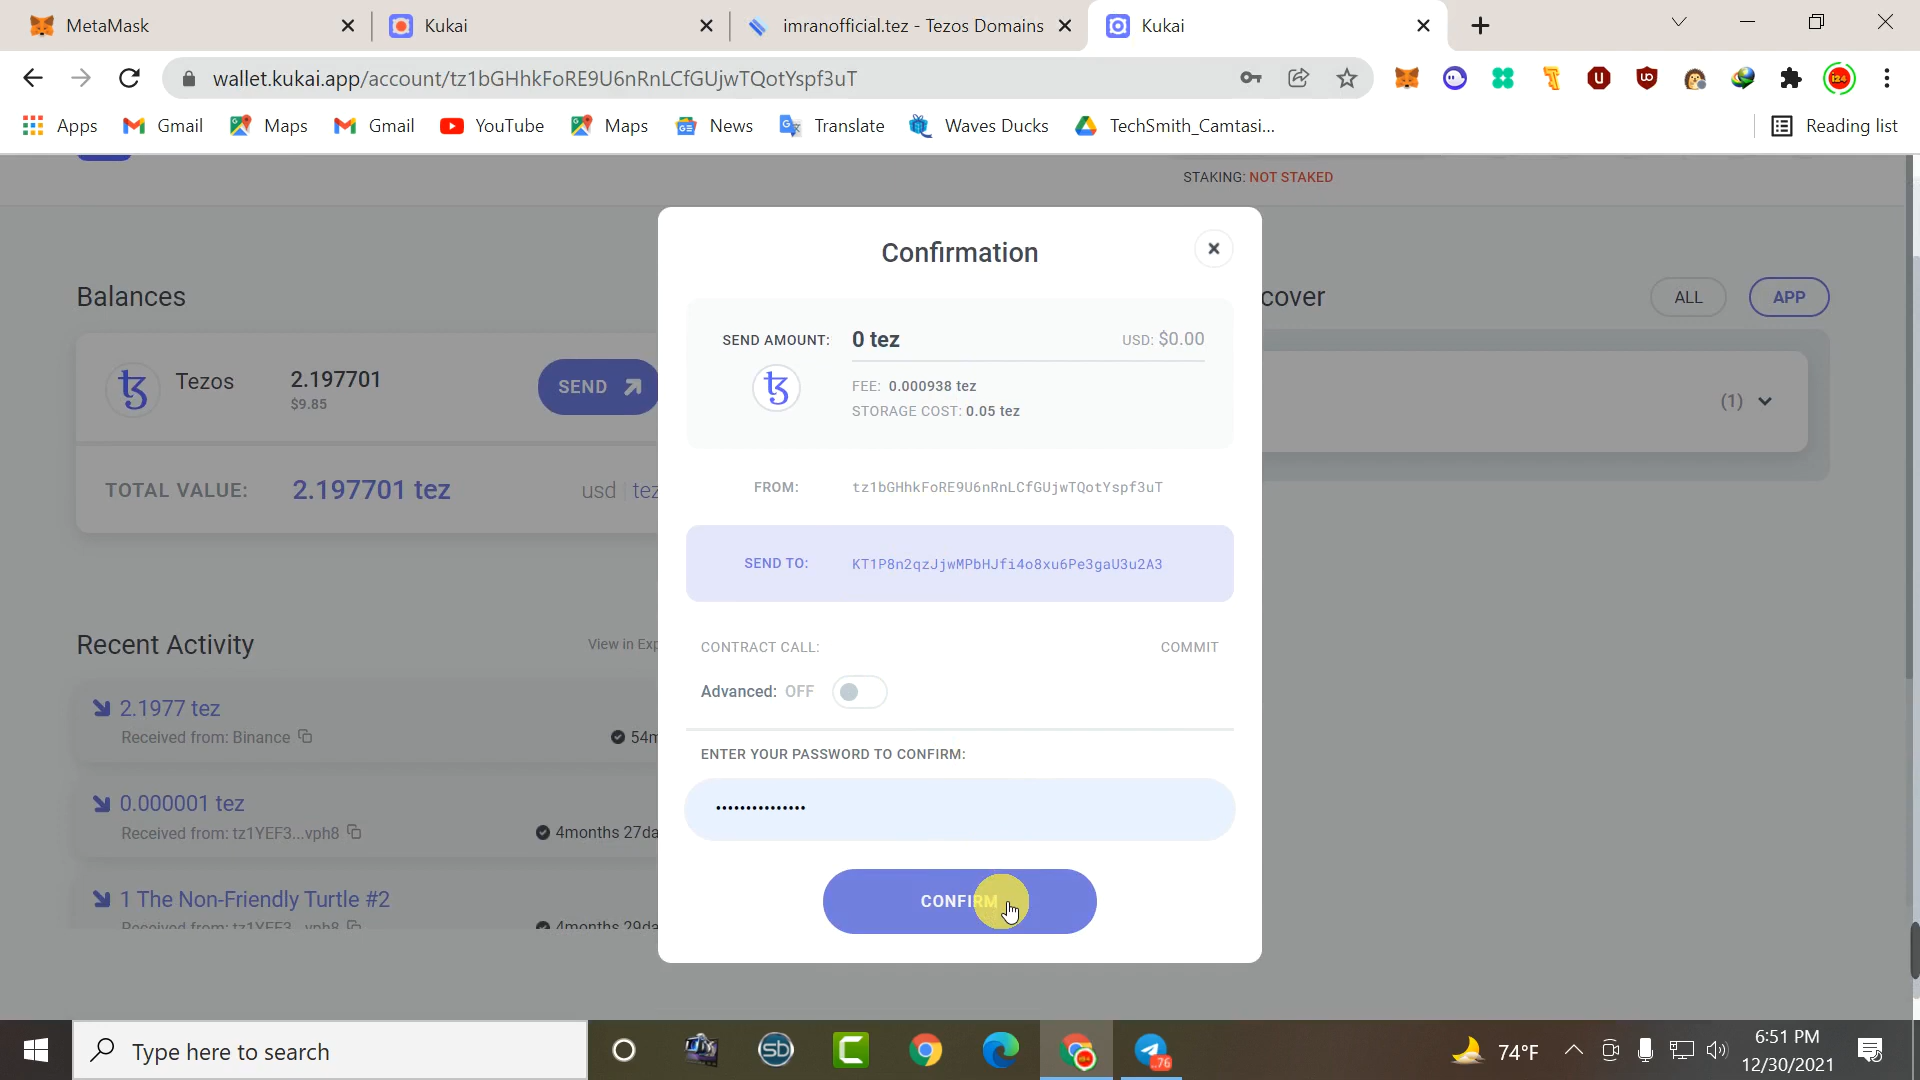 MetaMask
Kukai
imranofficial.tez - Tezos Domains
Kukai
wallet.kukai.app/account/tz1bGHhkFoRE9U6nRnLCfGUjwTQotYspf3uT
Apps
Gmail
Maps
Gmail
YouTube
Maps
News
Translate
Waves Ducks
TechSmith_Camtasi...
Reading list
STAKING: NOT STAKED
Balances
Tezos
2.197701
$9.85
SEND
TOTAL VALUE:
2.197701 tez
usd | tez
Recent Activity
View in Exp
2.1977 tez
Received from: Binance
54m
0.000001 tez
Received from: tz1YEF3...vph8
4months 27da
1 The Non-Friendly Turtle #2
Received from: tz1YEF3...vph8
4months 29da
cover
ALL
APP
(1)
Confirmation
SEND AMOUNT:
0 tez
USD: $0.00
FEE: 0.000938 tez
STORAGE COST: 0.05 tez
FROM:
tz1bGHhkFoRE9U6nRnLCfGUjwTQotYspf3uT
SEND TO:
KT1P8n2qzJjwMPbHJfi4o8xu6Pe3gaU3u2A3
CONTRACT CALL:
COMMIT
Advanced: OFF
ENTER YOUR PASSWORD TO CONFIRM:
•••••••••••••••
CONFIRM
Type here to search
74°F
6:51 PM
12/30/2021